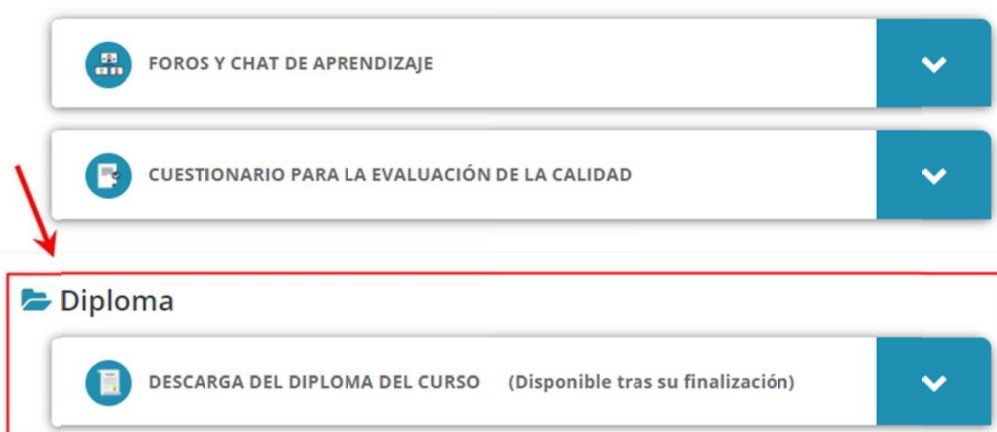 FOROS Y CHAT DE APRENDIZAJE
CUESTIONARIO PARA LA EVALUACIÓN DE LA CALIDAD
Diploma
DESCARGA DEL DIPLOMA DEL CURSO (Disponible tras su finalización)